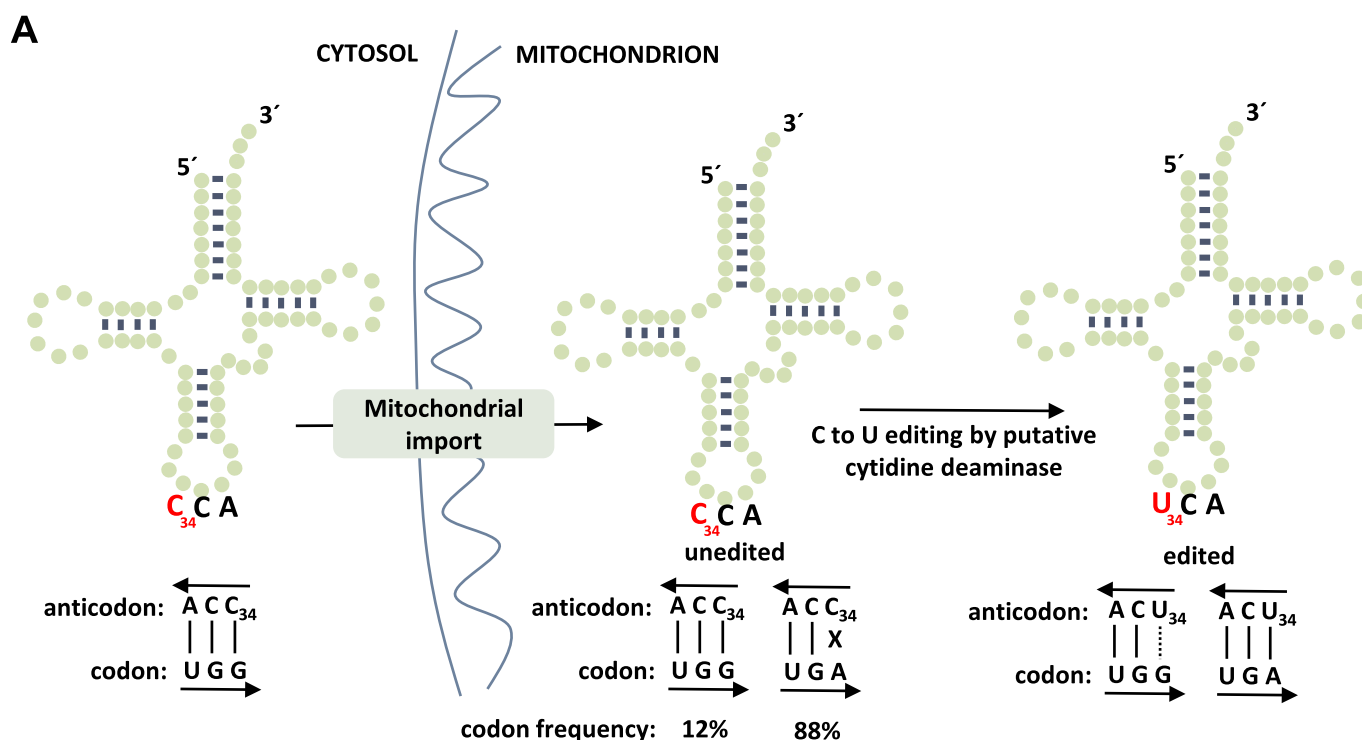 A
CYTOSOL
MITOCHONDRION
3´
5´
3´
5´
3´
5´
Mitochondrial
import
C to U editing by putative
cytidine deaminase
C34 C A
C34 C A
U34 C A
unedited
edited
anticodon: A C C34
codon: U G G
anticodon: A C C34 A C C34
X
codon: U G G U G A
anticodon: A C U34 A C U34
codon: U G G U G A
codon frequency: 12% 88%